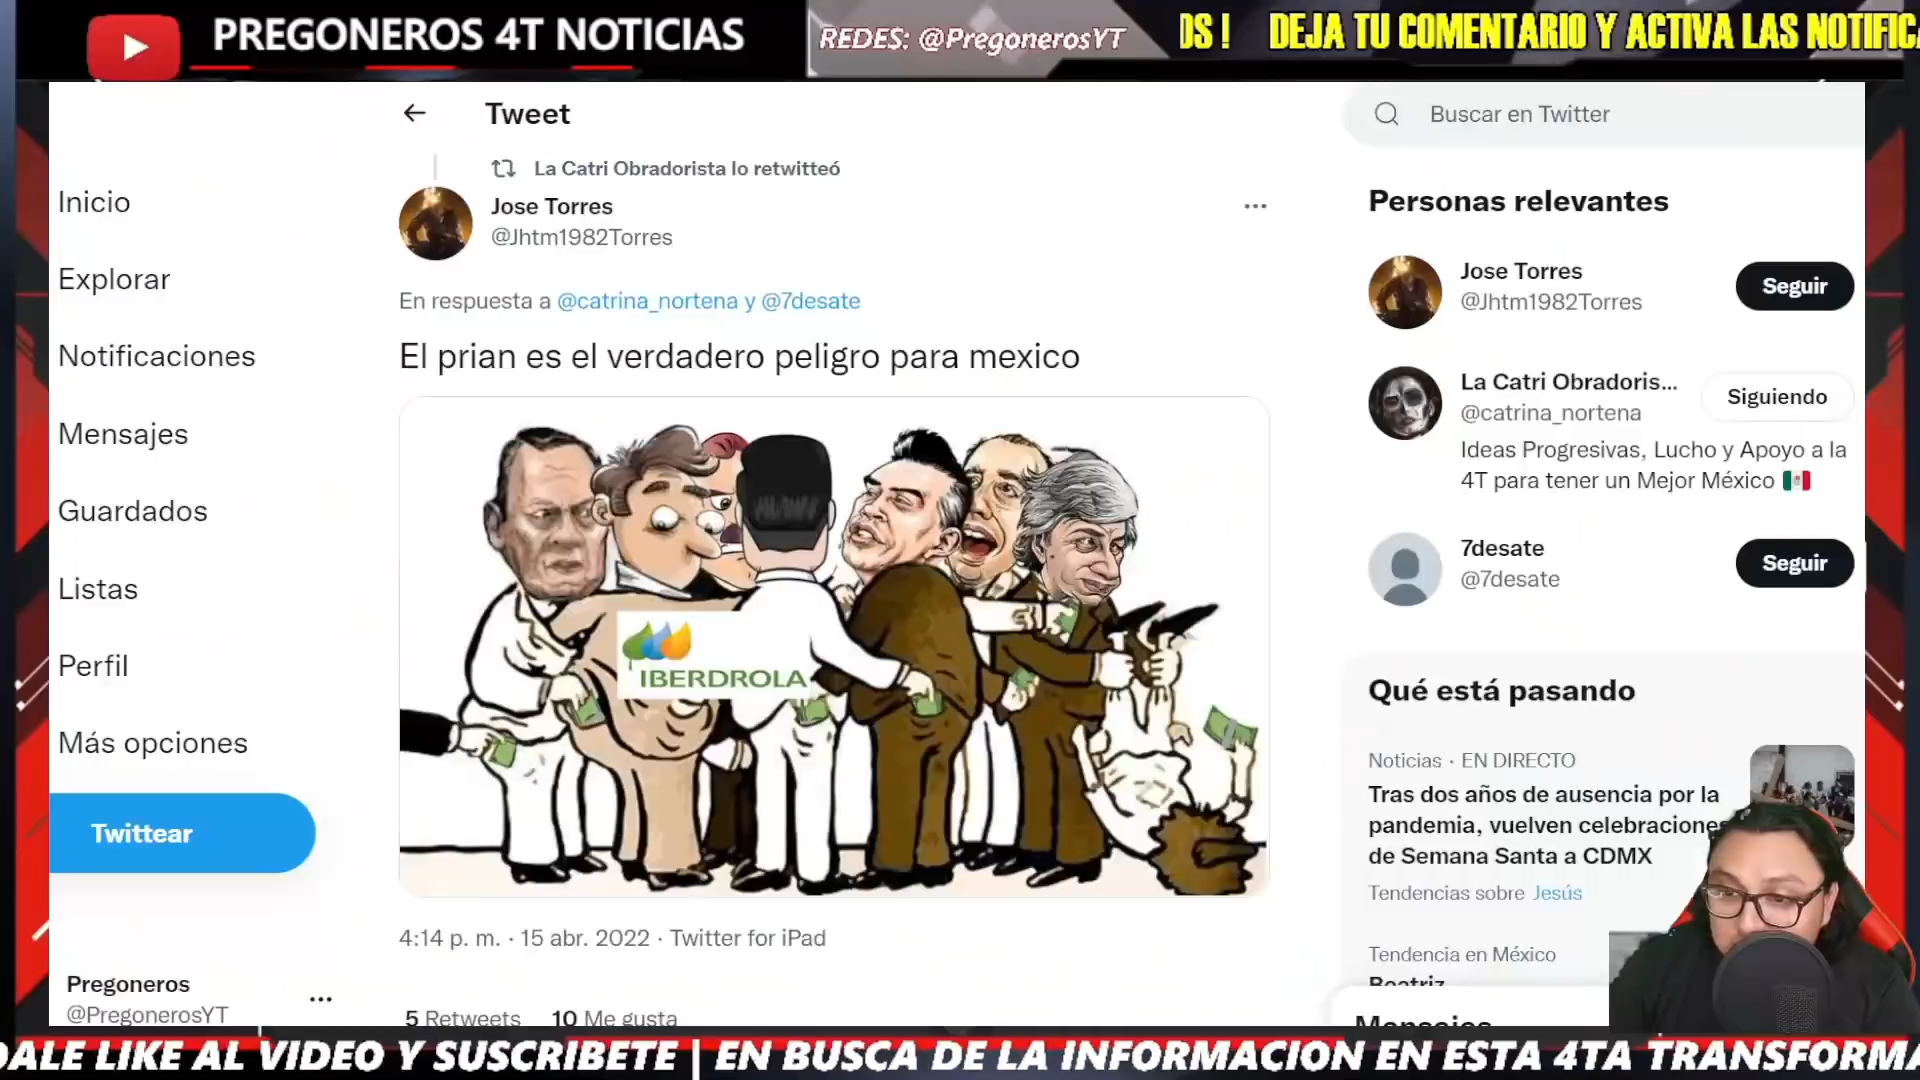 PREGONEROS 4T NOTICIAS
REDES: @PregonerosYT
DS ! DEJA TU COMENTARIO Y ACTIVA LAS NOTIFIC
Tweet
Buscar en Twitter
La Catri Obradorista lo retwitteó
Jose Torres
@Jhtm1982Torres
En respuesta a @catrina_nortena y @7desate
El prian es el verdadero peligro para mexico
IBERDROLA
4:14 p. m. · 15 abr. 2022 · Twitter for iPad
5 Retweets 10 Me gusta
Inicio
Explorar
Notificaciones
Mensajes
Guardados
Listas
Perfil
Más opciones
Twittear
Pregoneros
@PregonerosYT
Personas relevantes
Jose Torres
@Jhtm1982Torres
Seguir
La Catri Obradoris...
@catrina_nortena
Siguiendo
Ideas Progresivas, Lucho y Apoyo a la
4T para tener un Mejor México
7desate
@7desate
Seguir
Qué está pasando
Noticias · EN DIRECTO
Tras dos años de ausencia por la
pandemia, vuelven celebraciones
de Semana Santa a CDMX
Tendencias sobre Jesús
Tendencia en México
Beatriz
Mensajes
DALE LIKE AL VIDEO Y SUSCRIBETE | EN BUSCA DE LA INFORMACION EN ESTA 4TA TRANSFORMA